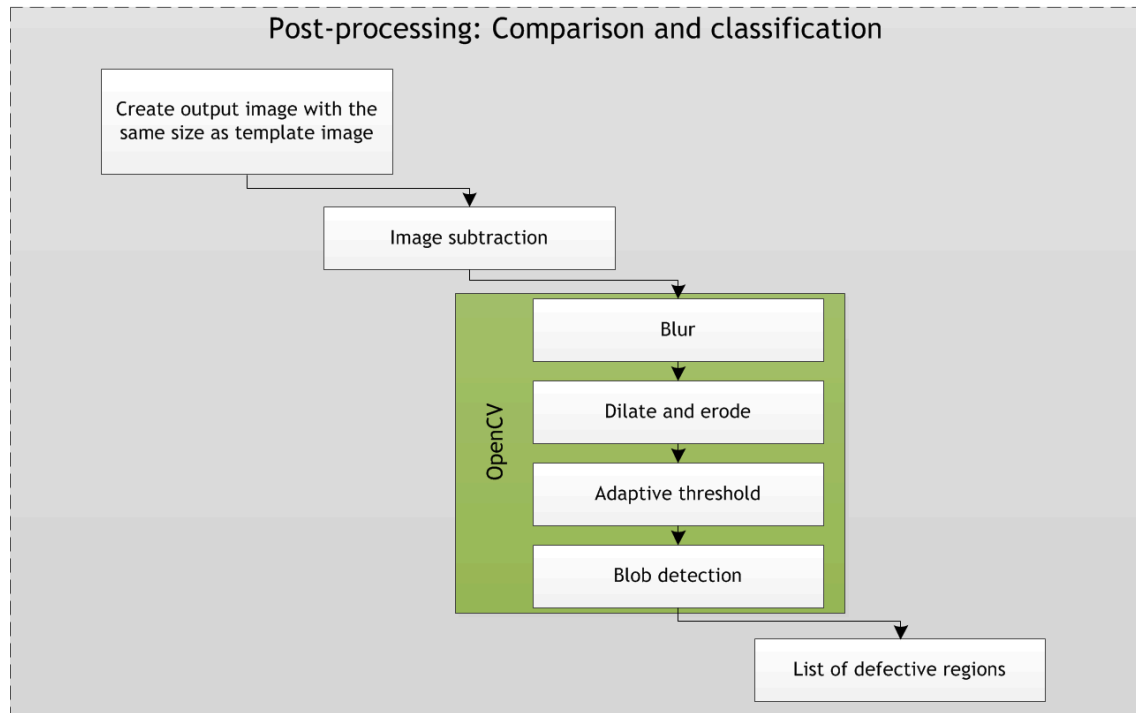 Post-processing: Comparison and classification
Create output image with the
same size as template image
Image subtraction
OpenCV
Blur
Dilate and erode
Adaptive threshold
Blob detection
List of defective regions